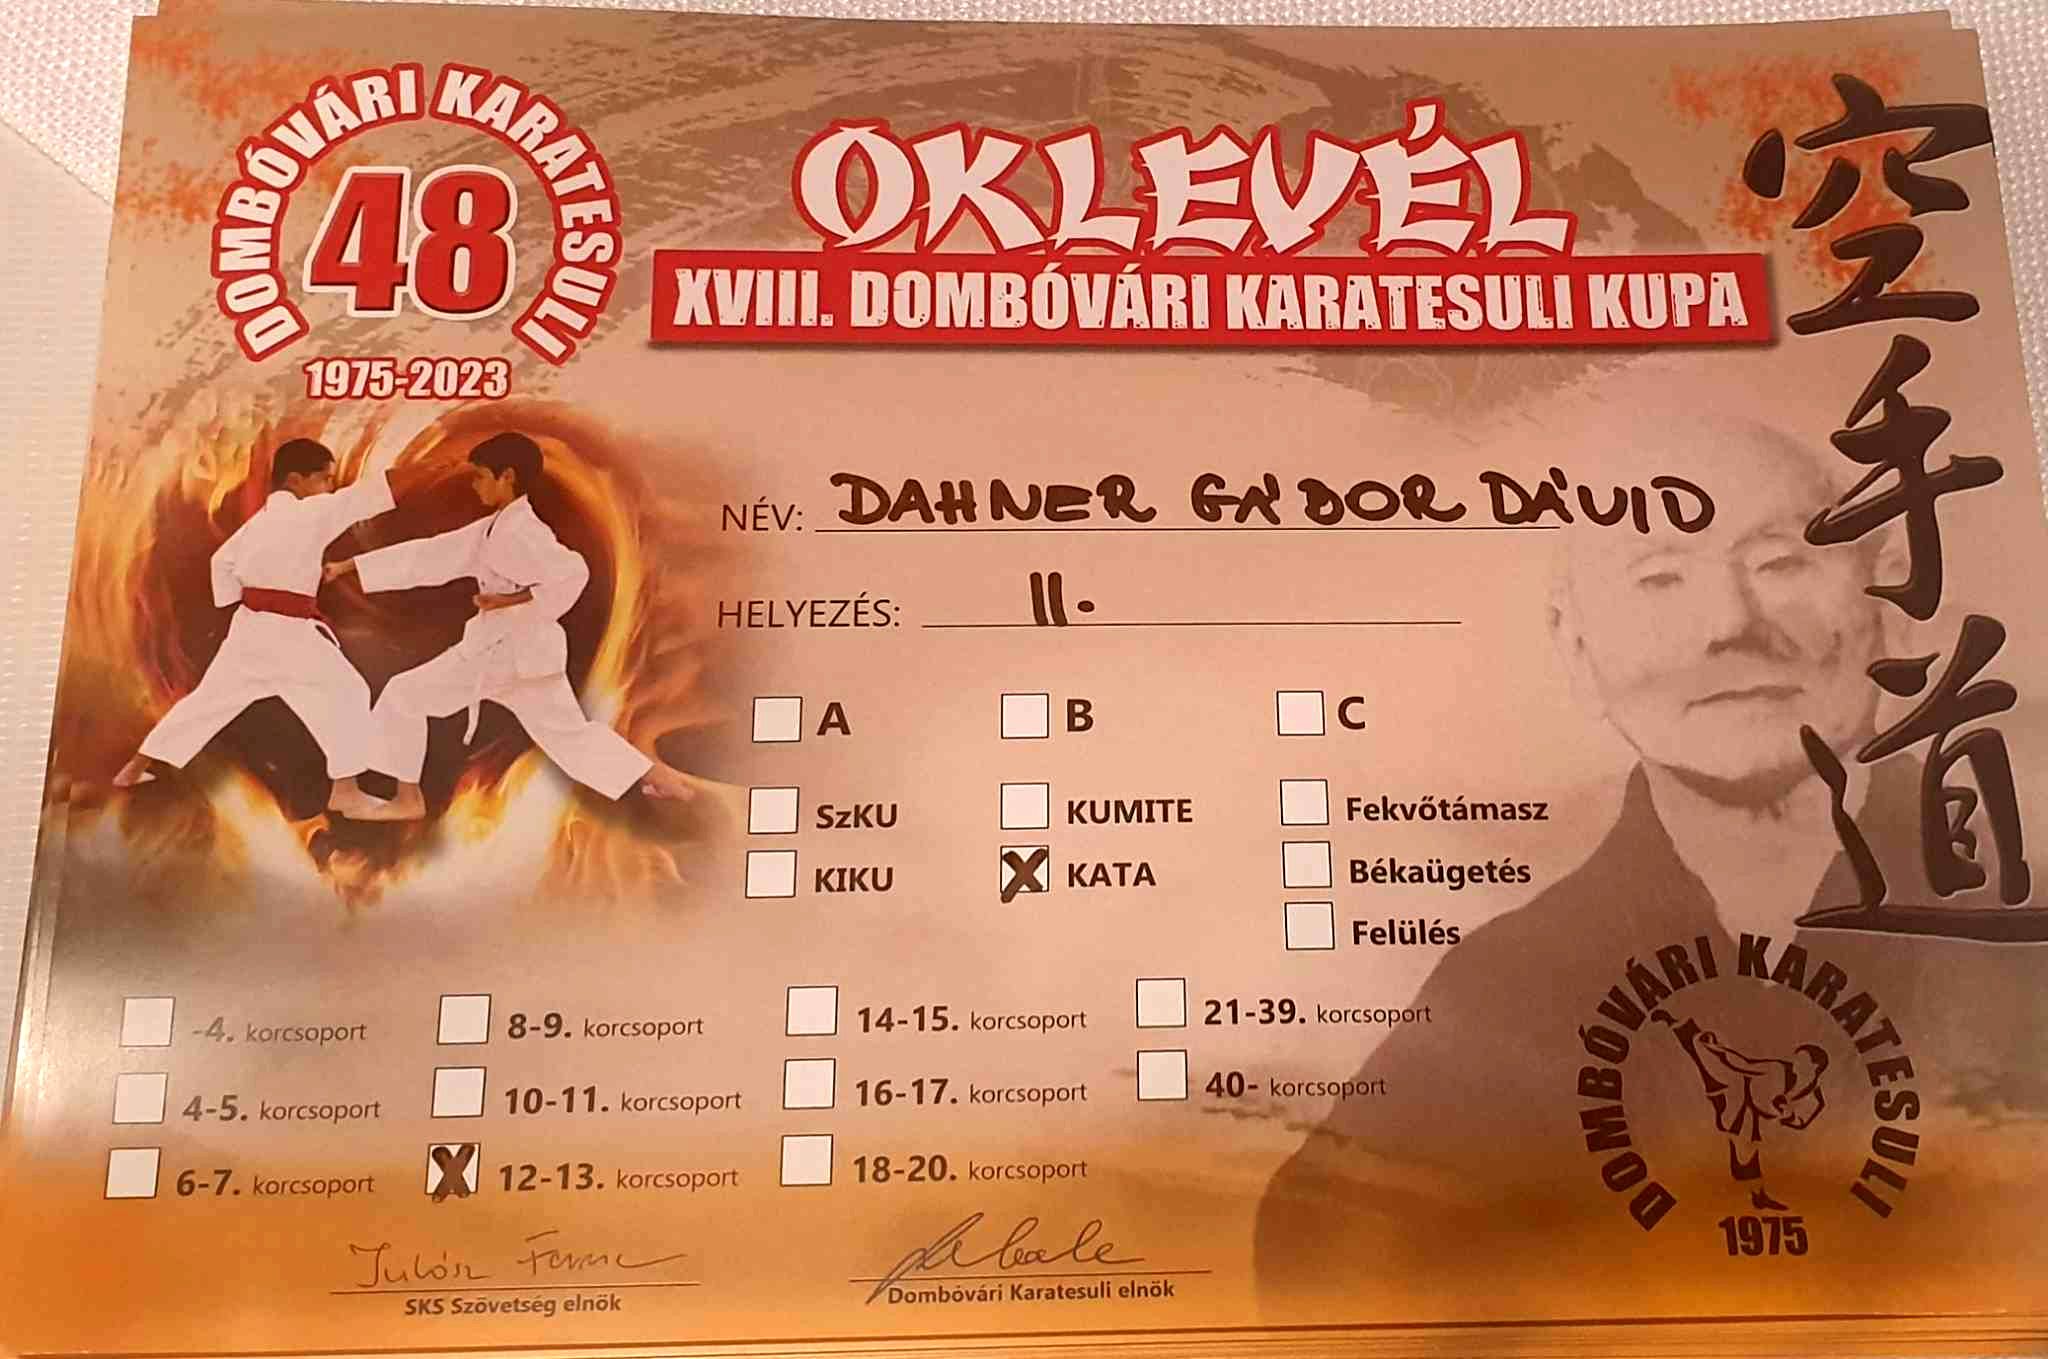 DOMBÓVÁRI KARATESULI
48
1975-2023
OKLEVÉL
XVIII. DOMBÓVÁRI KARATESULI KUPA
空手道
NÉV: DAHNER GÁBOR DÁVID
HELYEZÉS: II.
A B C
SzKU KUMITE Fekvőtámasz
KIKU X KATA Békaügetés
Felülés
-4. korcsoport 8-9. korcsoport 14-15. korcsoport 21-39. korcsoport
4-5. korcsoport 10-11. korcsoport 16-17. korcsoport 40- korcsoport
6-7. korcsoport X 12-13. korcsoport 18-20. korcsoport
DOMBÓVÁRI KARATESULI
1975
SKS Szövetség elnök Dombóvári Karatesuli elnök